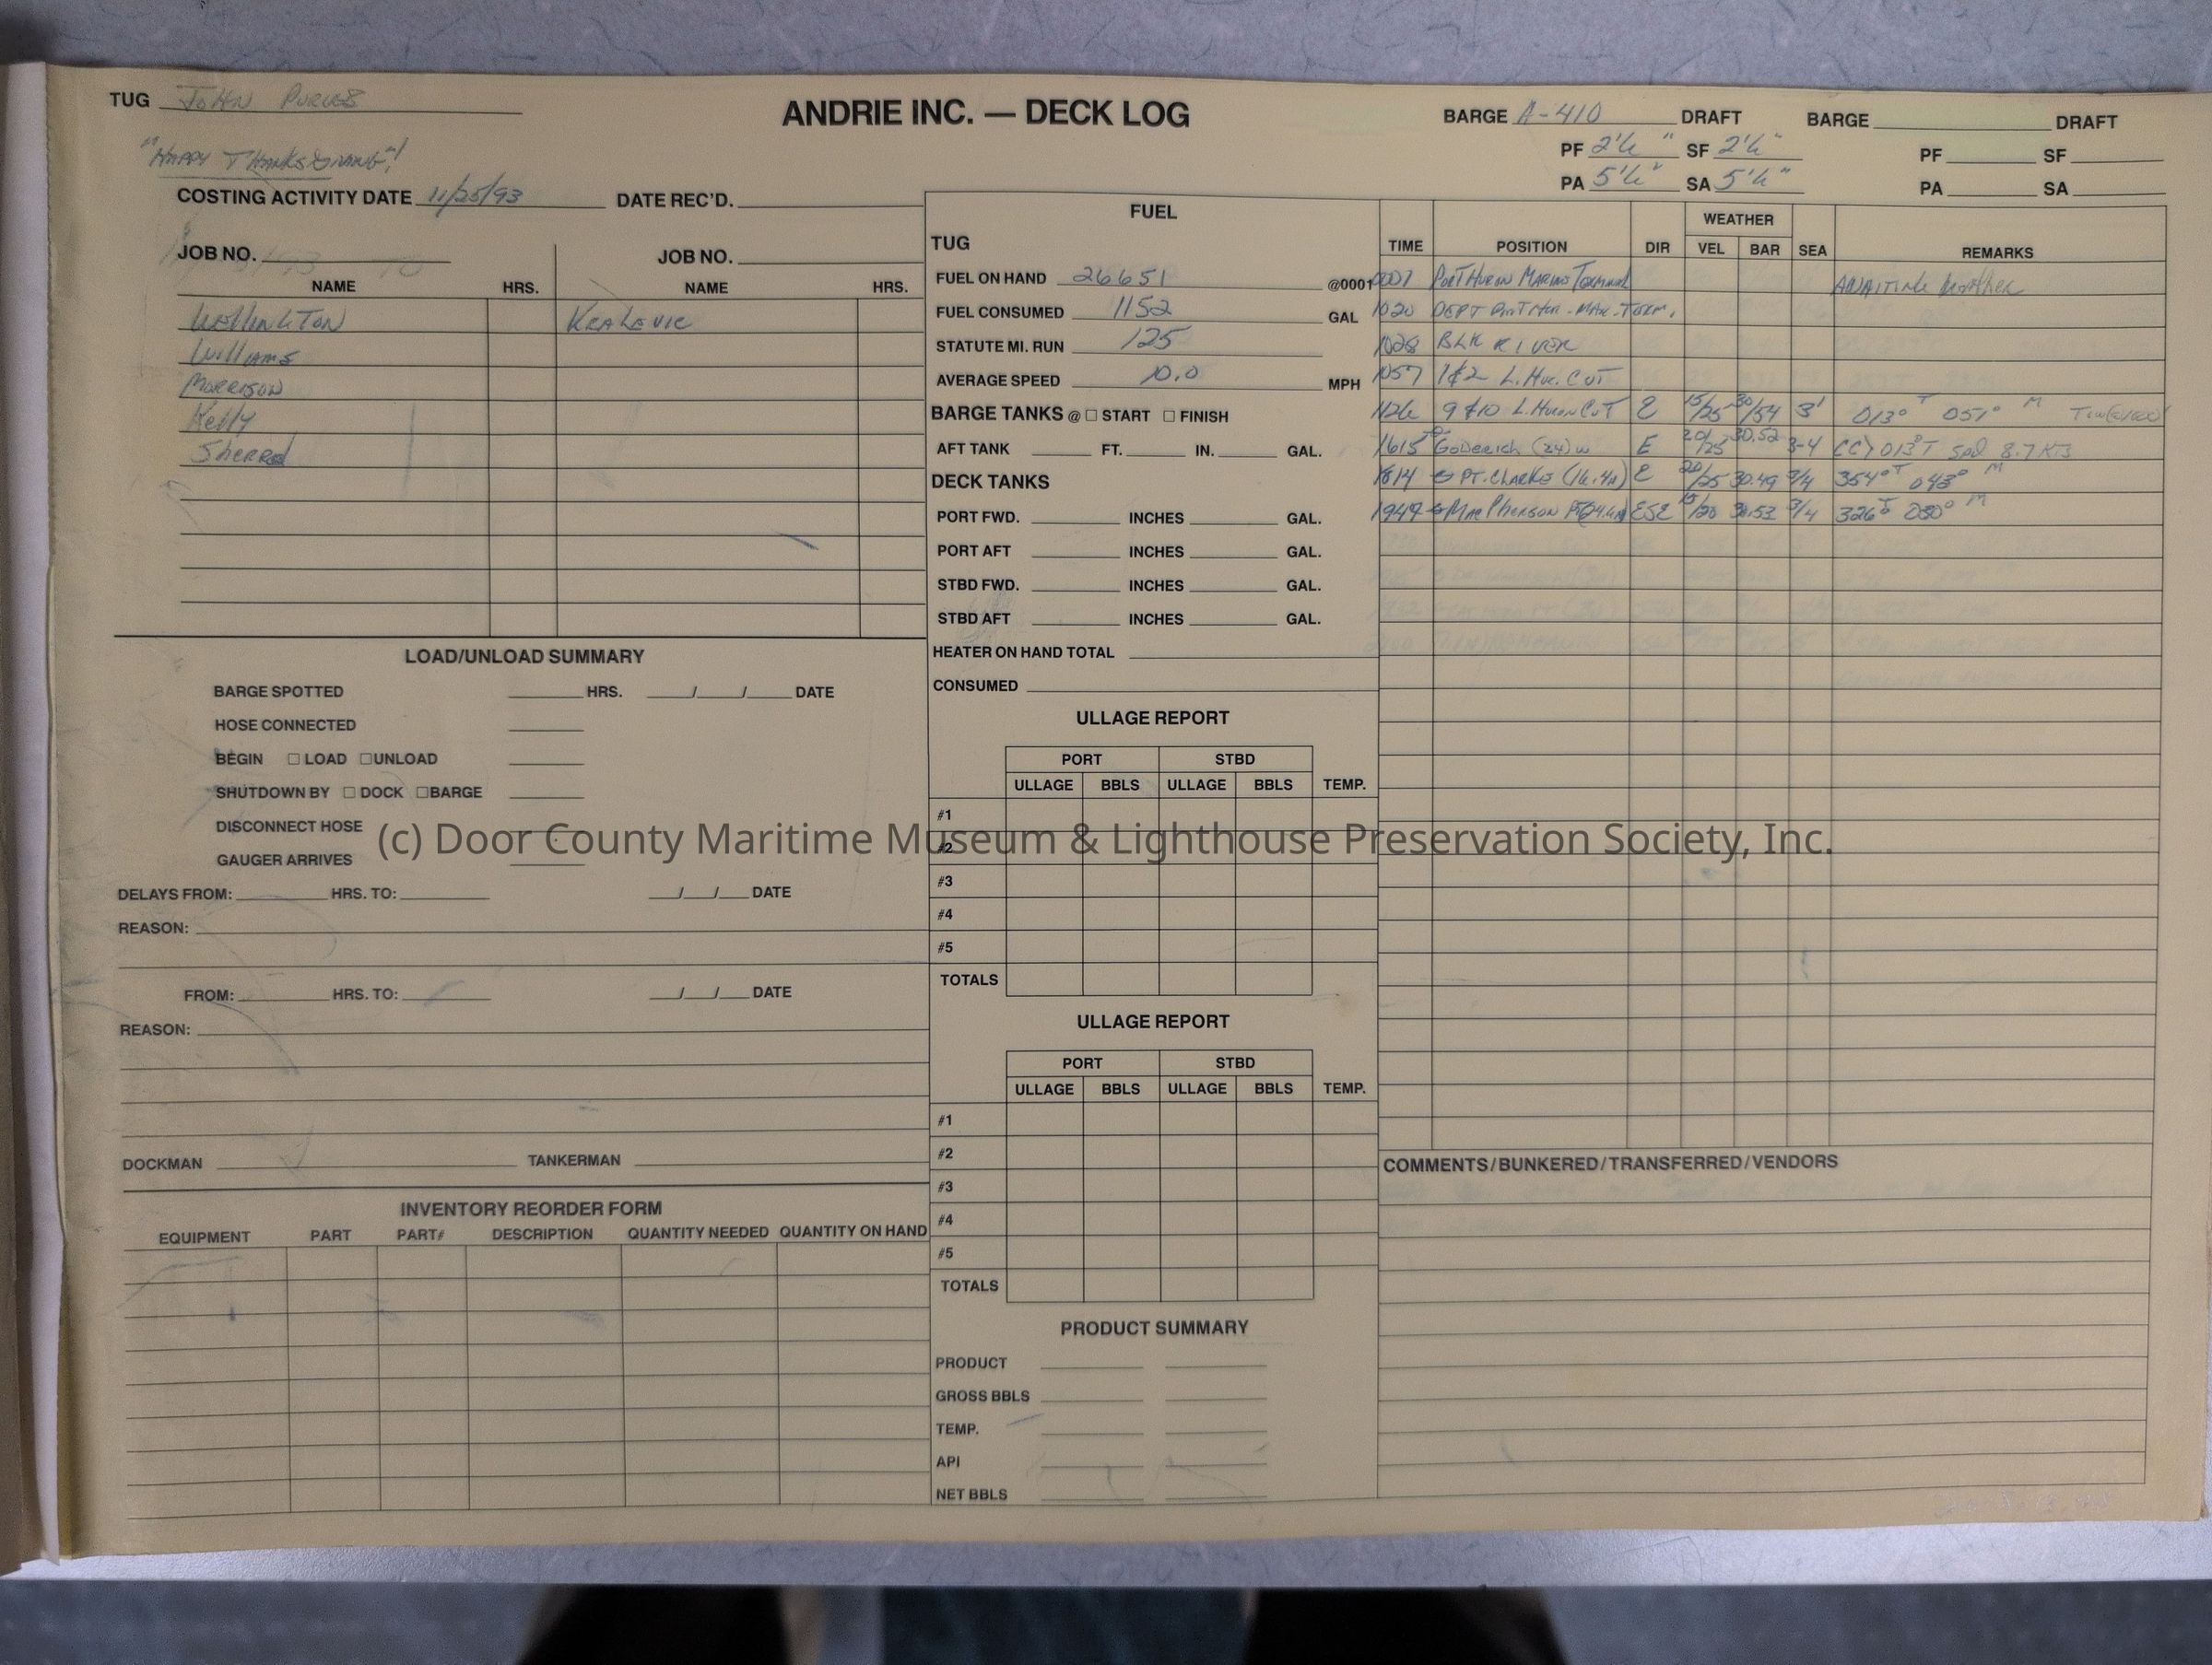 TUG JOHN PURVES
ANDRIE INC. — DECK LOG
BARGE A-410 DRAFT BARGE DRAFT
"HAPPY THANKSGIVING"!
PF 2'6" SF 2'6" PF SF
PA 5'6" SA 5'6" PA SA
COSTING ACTIVITY DATE 11/25/93 DATE REC'D.
JOB NO. JOB NO.
NAME HRS. NAME HRS.
WELLINGTON KRALOVIC
Williams
MORRISON
Kelly
Sherrod
LOAD/UNLOAD SUMMARY
BARGE SPOTTED HRS. / / DATE
HOSE CONNECTED
BEGIN □ LOAD □ UNLOAD
SHUTDOWN BY □ DOCK □ BARGE
DISCONNECT HOSE
GAUGER ARRIVES
DELAYS FROM: HRS. TO: / / DATE
REASON:
FROM: HRS. TO: / / DATE
REASON:
DOCKMAN TANKERMAN
INVENTORY REORDER FORM
EQUIPMENT PART PART# DESCRIPTION QUANTITY NEEDED QUANTITY ON HAND
FUEL
TUG
FUEL ON HAND 26651 @0001
FUEL CONSUMED 1152 GAL
STATUTE MI. RUN 125
AVERAGE SPEED 10.0 MPH
BARGE TANKS @ □ START □ FINISH
AFT TANK FT. IN. GAL.
DECK TANKS
PORT FWD. INCHES GAL.
PORT AFT INCHES GAL.
STBD FWD. INCHES GAL.
STBD AFT INCHES GAL.
HEATER ON HAND TOTAL
CONSUMED
ULLAGE REPORT
PORT STBD
ULLAGE BBLS ULLAGE BBLS TEMP.
#1
#2
#3
#4
#5
TOTALS
ULLAGE REPORT
PORT STBD
ULLAGE BBLS ULLAGE BBLS TEMP.
#1
#2
#3
#4
#5
TOTALS
PRODUCT SUMMARY
PRODUCT
GROSS BBLS
TEMP.
API
NET BBLS
WEATHER
TIME POSITION DIR VEL BAR SEA REMARKS
0001 PORT HURON MARINE TERMINAL AWAITING WEATHER
1020 DEPT PORT HUR. MAR. TERM.
1028 BLK RIVER
1057 1&2 L. HUR. CUT
1126 9 & 10 L. HURON CUT E 15/25 30/54 3' 013° T 051° M
1615 GODERICH (24) W E 20/25 30.52 3-4 CC) 013° T SPD 8.7 KTS
1814 PT. CLARKE (16.4) E 20/25 30.49 3/4 354° T 043° M
1949 MacPHERSON PT ESE 15/20 30.53 3/4 326° T M
COMMENTS/BUNKERED/TRANSFERRED/VENDORS
(c) Door County Maritime Museum & Lighthouse Preservation Society, Inc.